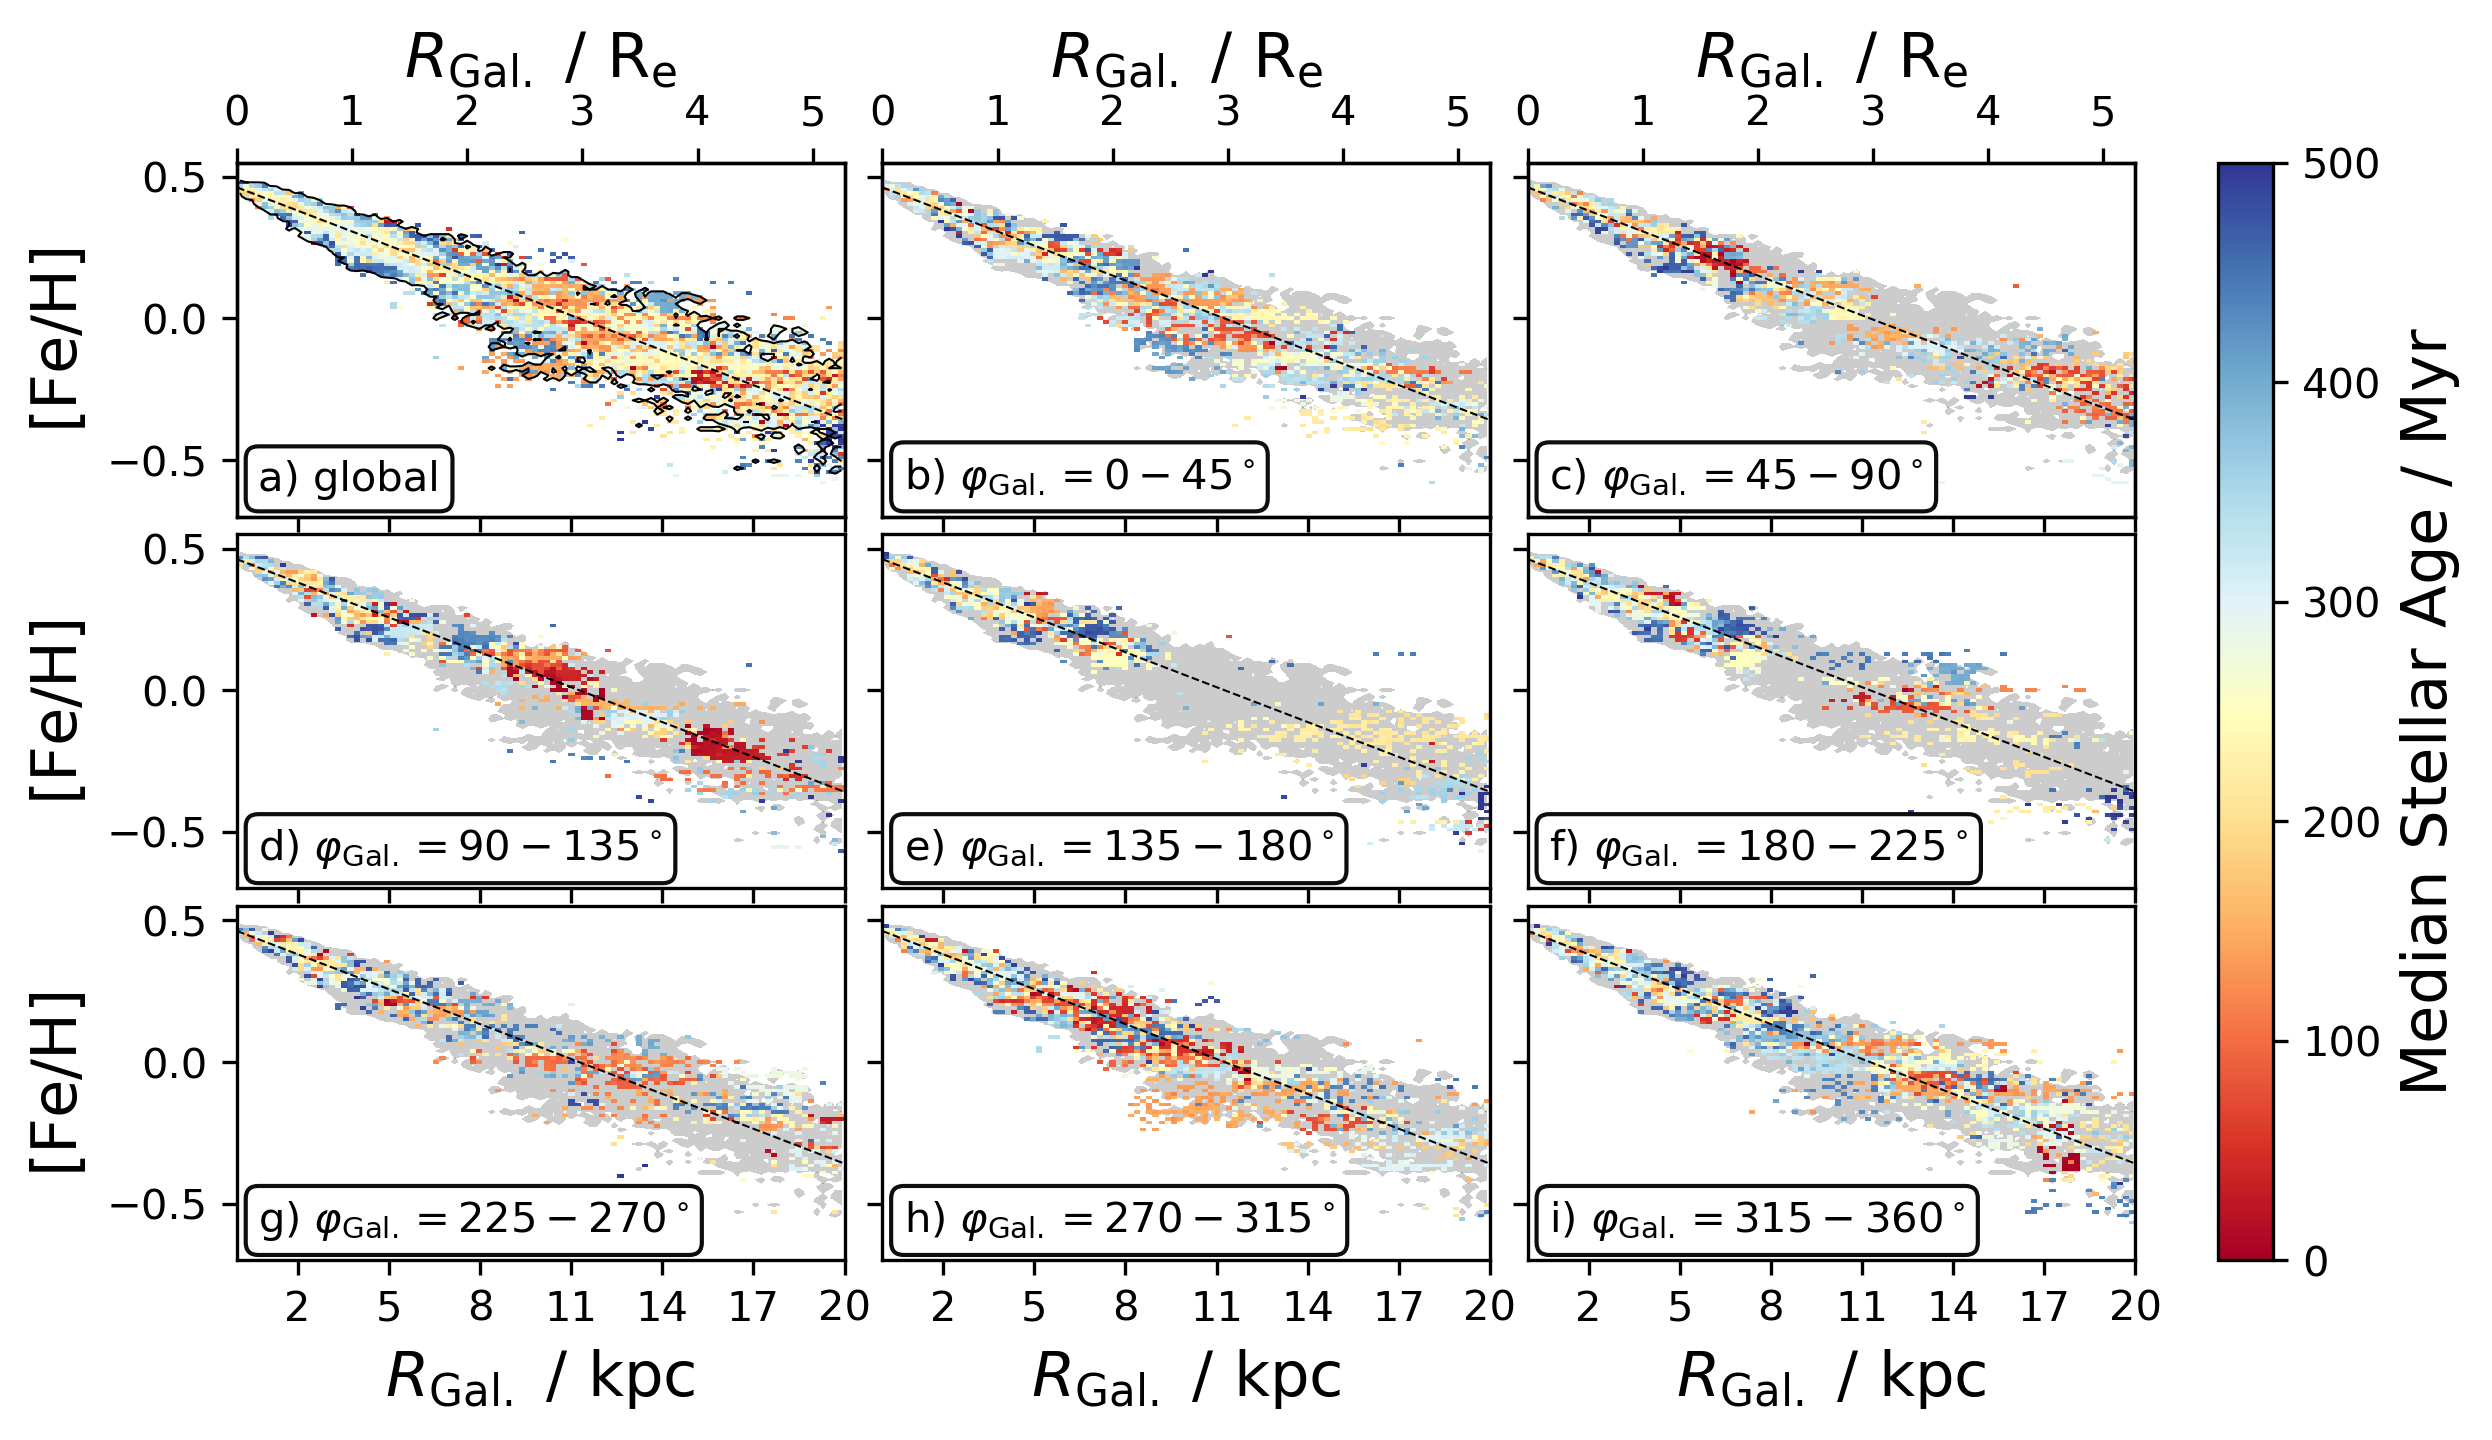 R_Gal. / R_e R_Gal. / R_e R_Gal. / R_e
0 1 2 3 4 5 0 1 2 3 4 5 0 1 2 3 4 5
[Fe/H] 0.5 0.0 −0.5
a) global
b) φ_Gal. = 0 − 45°
c) φ_Gal. = 45 − 90°
[Fe/H] 0.5 0.0 −0.5
d) φ_Gal. = 90 − 135°
e) φ_Gal. = 135 − 180°
f) φ_Gal. = 180 − 225°
[Fe/H] 0.5 0.0 −0.5
g) φ_Gal. = 225 − 270°
h) φ_Gal. = 270 − 315°
i) φ_Gal. = 315 − 360°
2 5 8 11 14 17 20 2 5 8 11 14 17 20 2 5 8 11 14 17 20
R_Gal. / kpc R_Gal. / kpc R_Gal. / kpc
500
400
300
200
100
0
Median Stellar Age / Myr